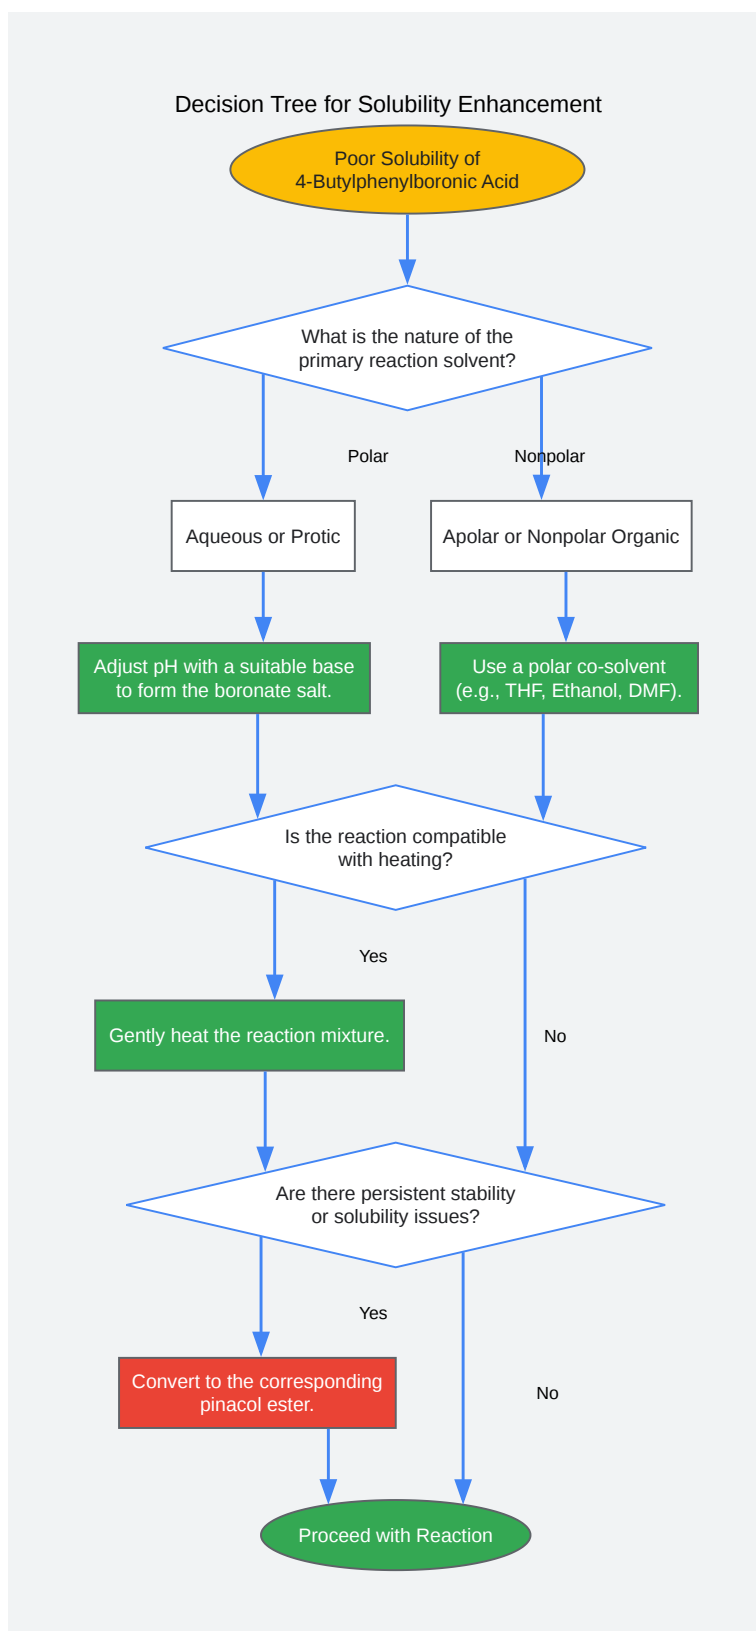 Decision Tree for Solubility Enhancement
Poor Solubility of
4-Butylphenylboronic Acid
What is the nature of the
primary reaction solvent?
Polar
Nonpolar
Aqueous or Protic
Apolar or Nonpolar Organic
Adjust pH with a suitable base
to form the boronate salt.
Use a polar co-solvent
(e.g., THF, Ethanol, DMF).
Is the reaction compatible
with heating?
Yes
Gently heat the reaction mixture.
No
Are there persistent stability
or solubility issues?
Yes
Convert to the corresponding
pinacol ester.
No
Proceed with Reaction